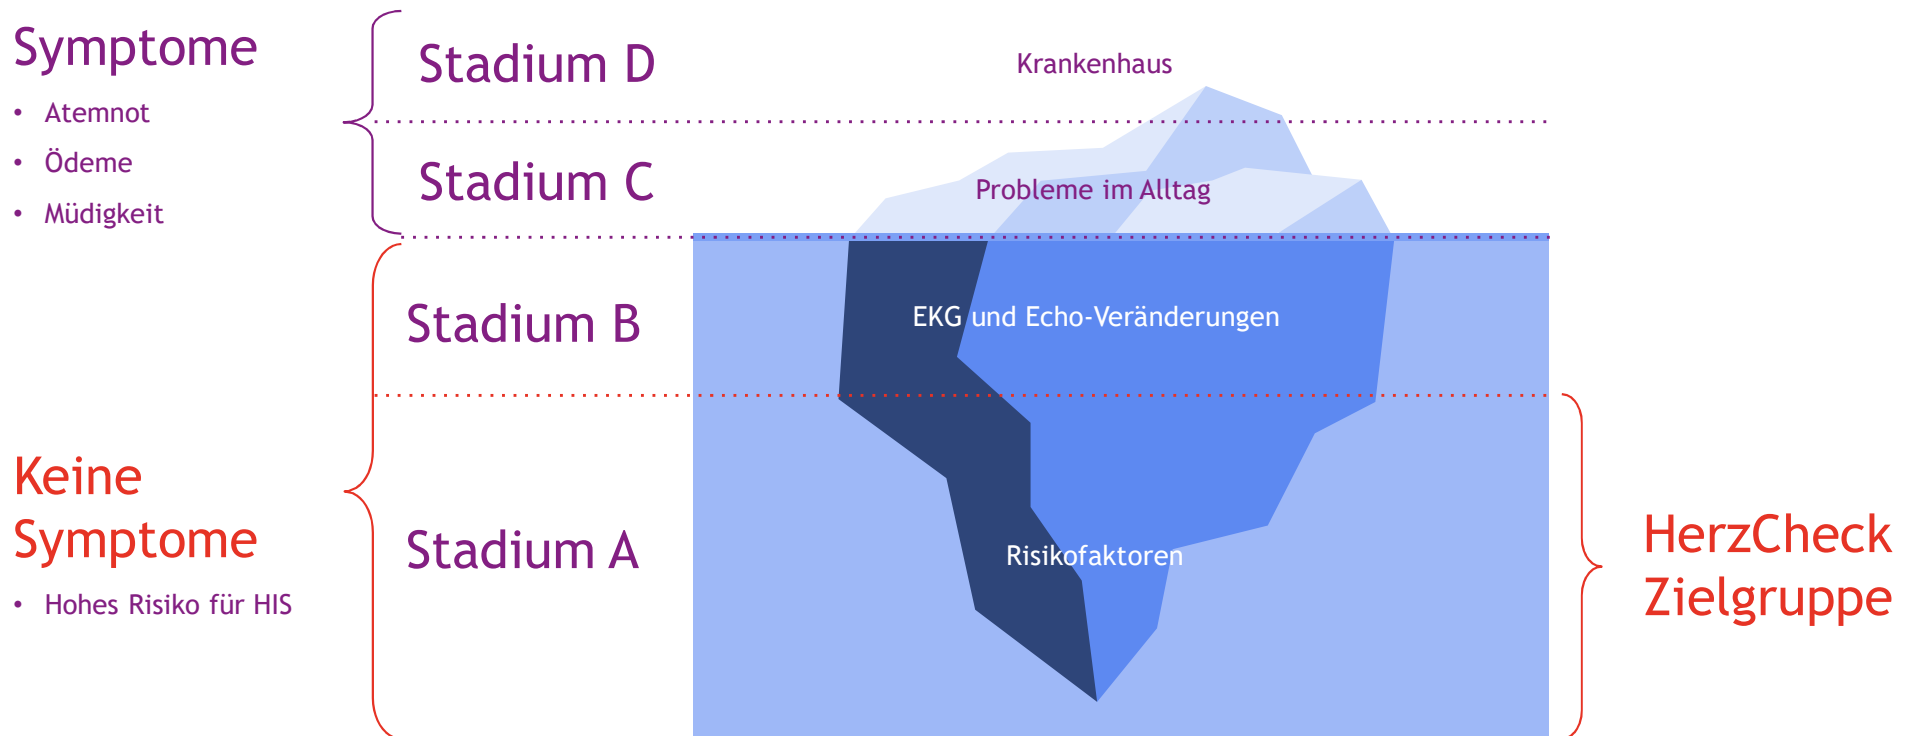 Symptome
• Atemnot
• Ödeme
• Müdigkeit
Stadium D
Krankenhaus
Stadium C
Probleme im Alltag
Stadium B
EKG und Echo-Veränderungen
Keine
Symptome
• Hohes Risiko für HIS
Stadium A
Risikofaktoren
HerzCheck
Zielgruppe